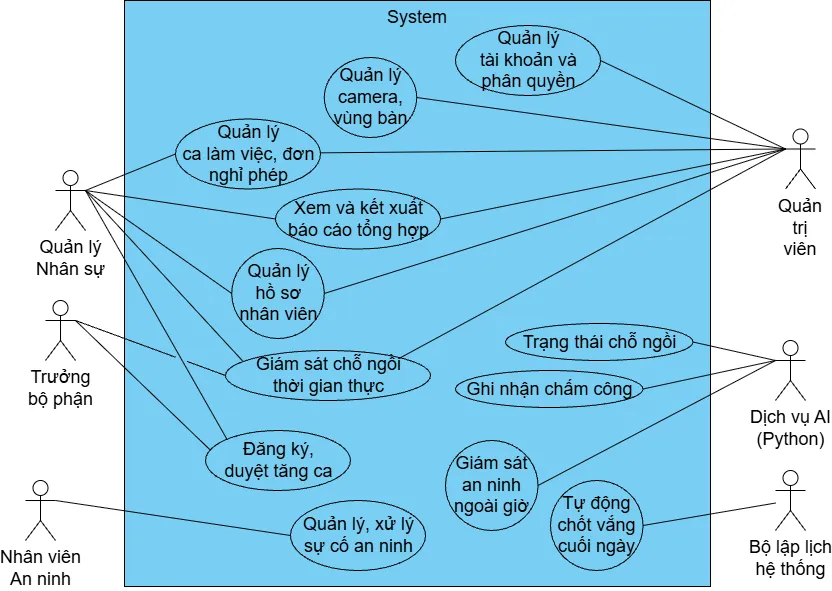 System
Quản lý
tài khoản và
phân quyền
Quản lý
camera,
vùng bàn
Quản lý
ca làm việc, đơn
nghỉ phép
Xem và kết xuất
báo cáo tổng hợp
Quản lý
hồ sơ
nhân viên
Giám sát chỗ ngồi
thời gian thực
Đăng ký,
duyệt tăng ca
Quản lý, xử lý
sự cố an ninh
Trạng thái chỗ ngồi
Ghi nhận chấm công
Giám sát
an ninh
ngoài giờ
Tự động
chốt vắng
cuối ngày
Quản lý
Nhân sự
Trưởng
bộ phận
Nhân viên
An ninh
Quản
trị
viên
Dịch vụ AI
(Python)
Bộ lập lịch
hệ thống